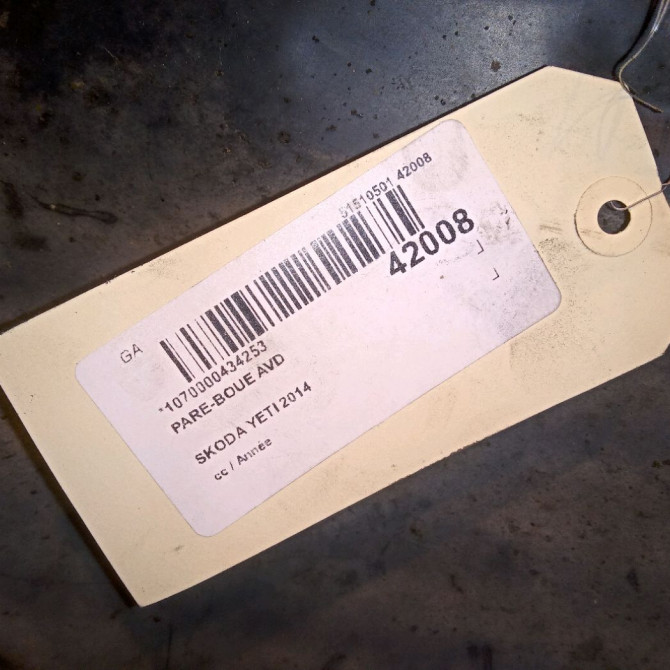 51510501 42008
42008
GA
*1070000434253
PARE-BOUE AVD
SKODA YETI 2014
cc / Année